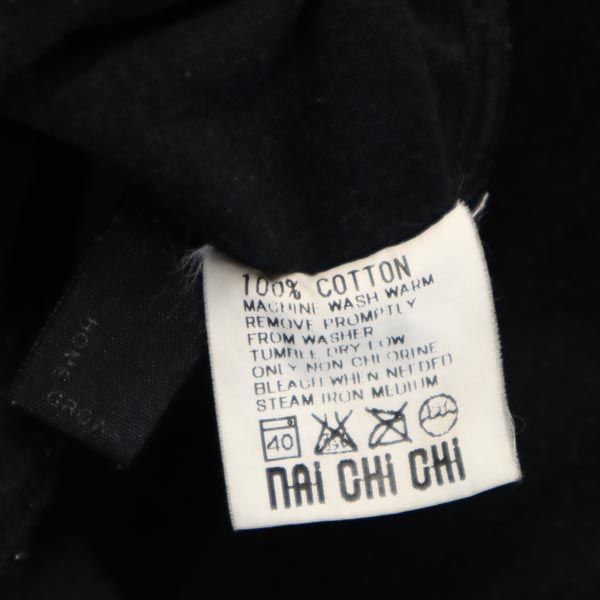 100% COTTON
MACHINE WASH WARM
REMOVE PROMPTLY
FROM WASHER
TUMBLE DRY LOW
ONLY NON CHLORINE
BLEACH WHEN NEEDED
STEAM IRON MEDIUM
40
NAI CHI CHI
HOME